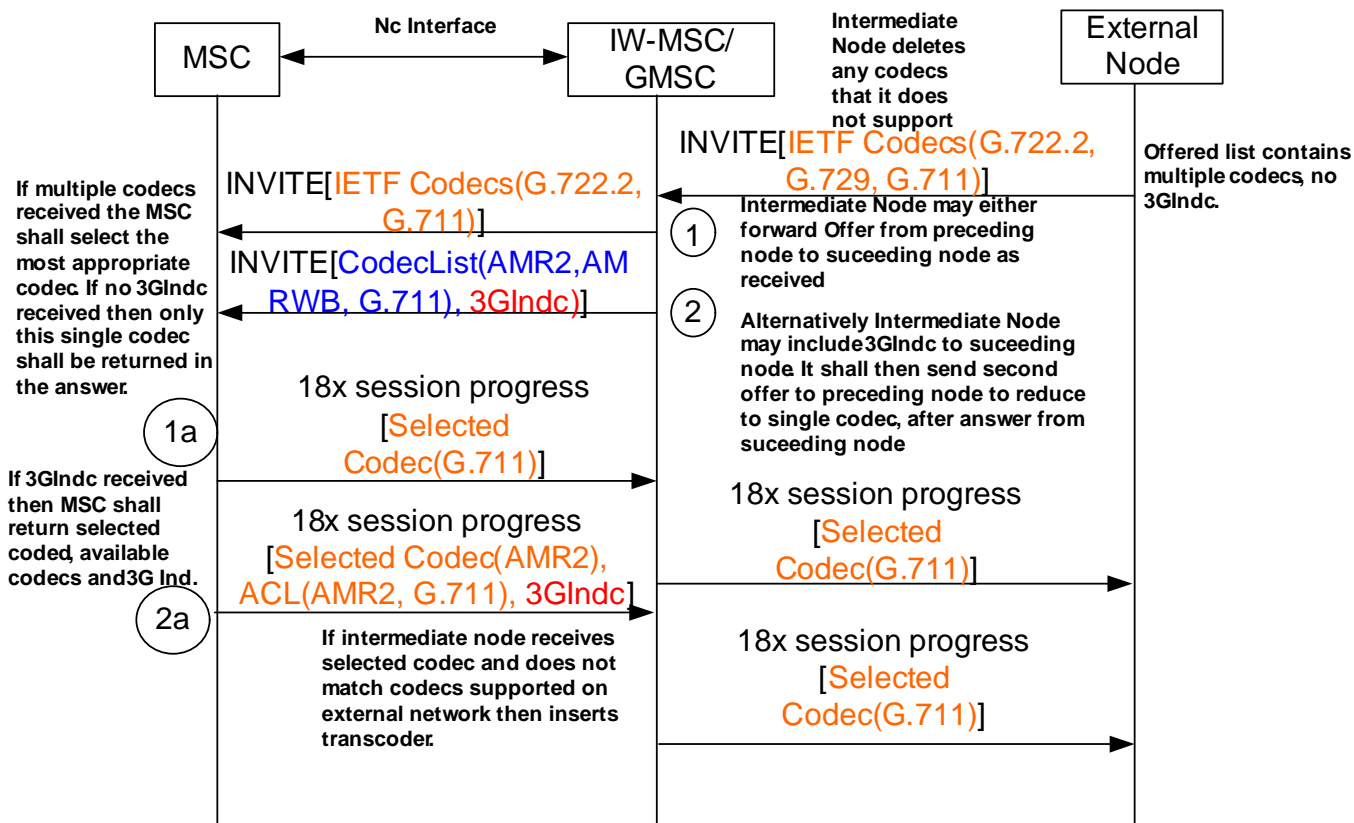 MSC
Nc Interface
IW-MSC/
GMSC
Intermediate
Node deletes
any codecs
that it does
not support
External
Node
INVITE[IETF Codecs(G.722.2,
G.729, G.711)]
Offered list contains
multiple codecs, no
3GIndc.
If multiple codecs
received the MSC
shall select the
most appropriate
codec. If no 3GIndc
received then only
this single codec
shall be returned in
the answer.
INVITE[IETF Codecs(G.722.2,
G.711)]
1
Intermediate Node may either
forward Offer from preceding
node to suceeding node as
received
INVITE[CodecList(AMR2,AM
RWB, G.711), 3GIndc)]
2
Alternatively Intermediate Node
may include 3GIndc to suceeding
node. It shall then send second
offer to preceding node to reduce
to single codec, after answer from
suceeding node
1a
18x session progress
[Selected
Codec(G.711)]
If 3GIndc received
then MSC shall
return selected
coded, available
codecs and 3G Ind.
2a
18x session progress
[Selected Codec(AMR2),
ACL(AMR2, G.711), 3GIndc]
18x session progress
[Selected
Codec(G.711)]
If intermediate node receives
selected codec and does not
match codecs supported on
external network then inserts
transcoder.
18x session progress
[Selected
Codec(G.711)]